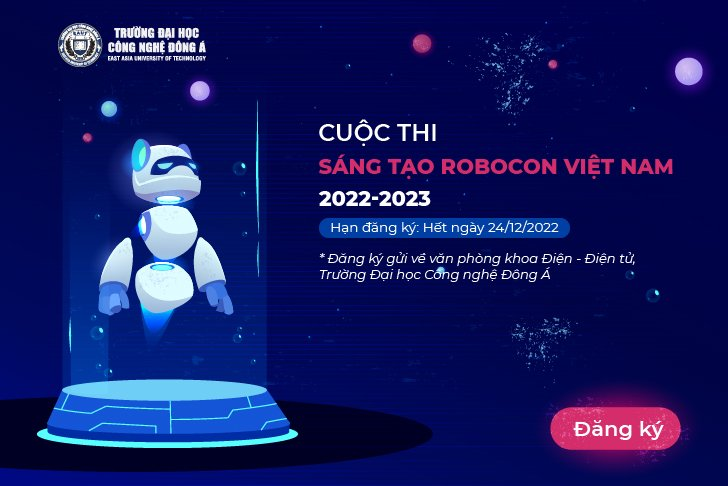 TRƯỜNG ĐẠI HỌC
CÔNG NGHỆ ĐÔNG Á
EAST ASIA UNIVERSITY OF TECHNOLOGY
CUỘC THI
SÁNG TẠO ROBOCON VIỆT NAM
2022-2023
Hạn đăng ký: Hết ngày 24/12/2022
* Đăng ký gửi về văn phòng khoa Điện - Điện tử,
Trường Đại học Công nghệ Đông Á
Đăng ký